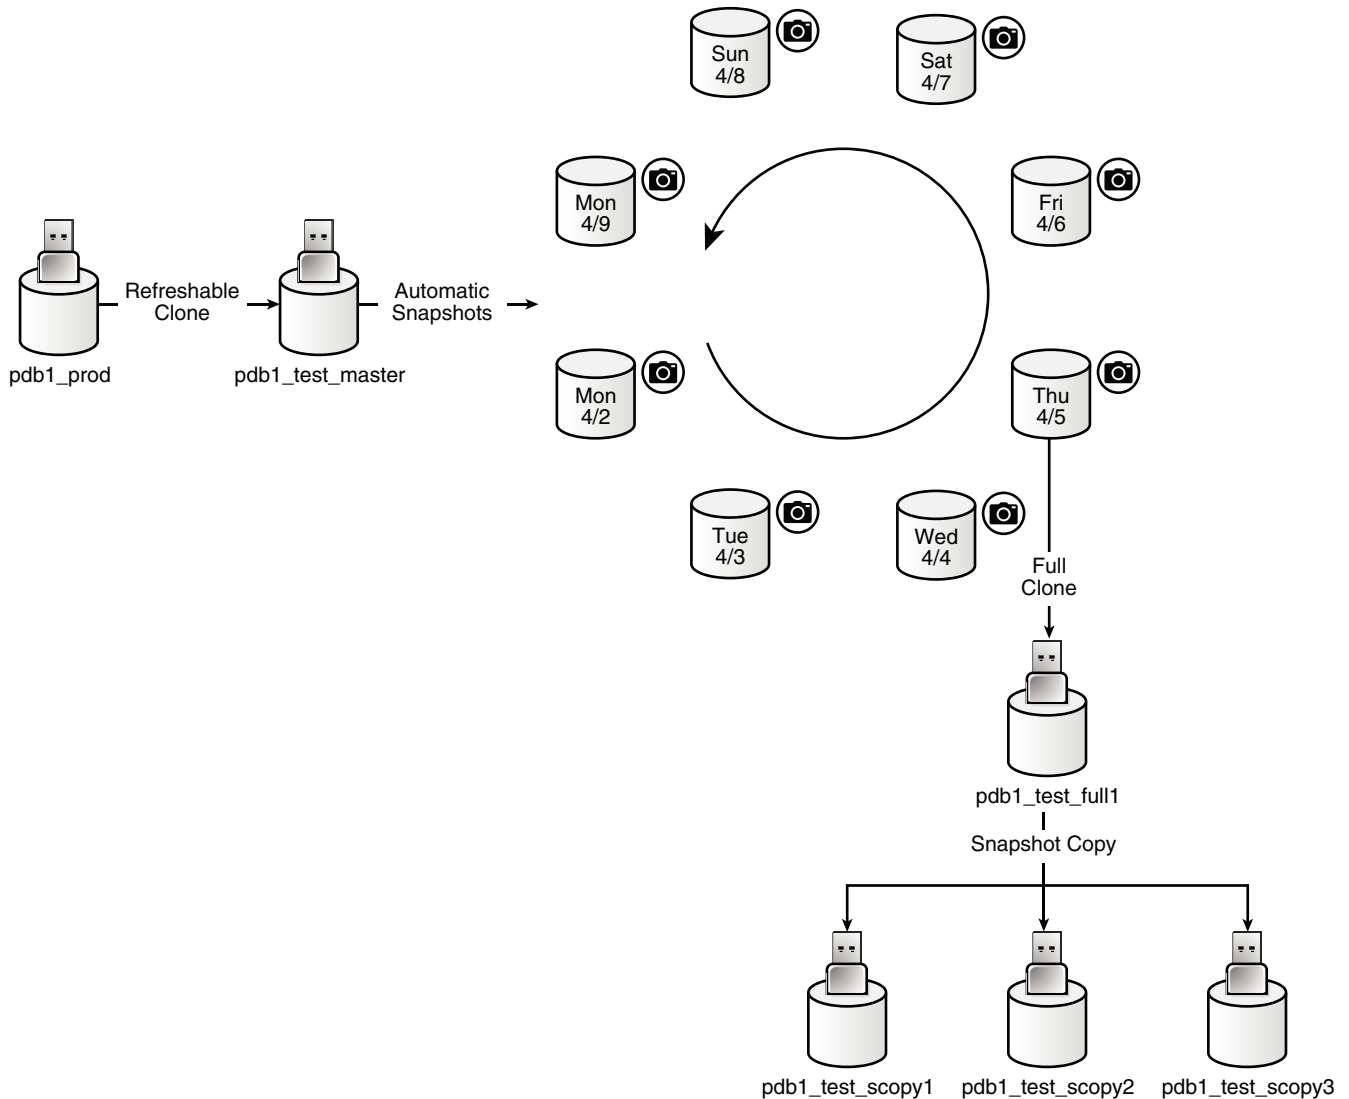 Sun
4/8
Sat
4/7
Mon
4/9
Fri
4/6
Refreshable
Clone
Automatic
Snapshots
pdb1_prod
pdb1_test_master
Mon
4/2
Thu
4/5
Tue
4/3
Wed
4/4
Full
Clone
pdb1_test_full1
Snapshot Copy
pdb1_test_scopy1
pdb1_test_scopy2
pdb1_test_scopy3